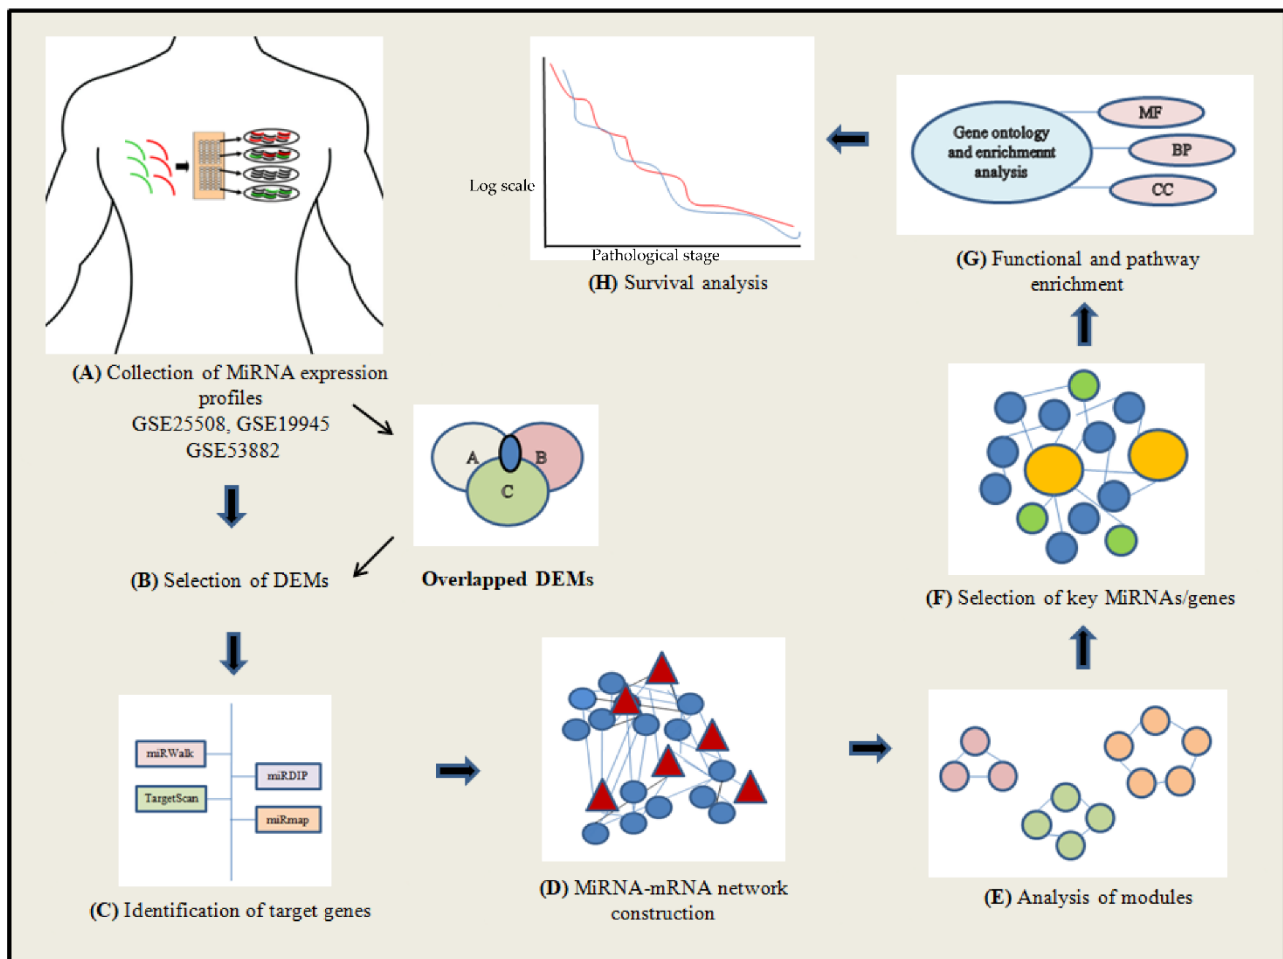 (A) Collection of MiRNA expression
profiles
GSE25508, GSE19945
GSE53882
A
B
C
Overlapped DEMs
(B) Selection of DEMs
miRWalk
miRDIP
TargetScan
miRmap
(C) Identification of target genes
(D) MiRNA-mRNA network
construction
(E) Analysis of modules
(F) Selection of key MiRNAs/genes
Gene ontology
and enrichmennt
analysis
MF
BP
CC
(G) Functional and pathway
enrichment
Log scale
Pathological stage
(H) Survival analysis